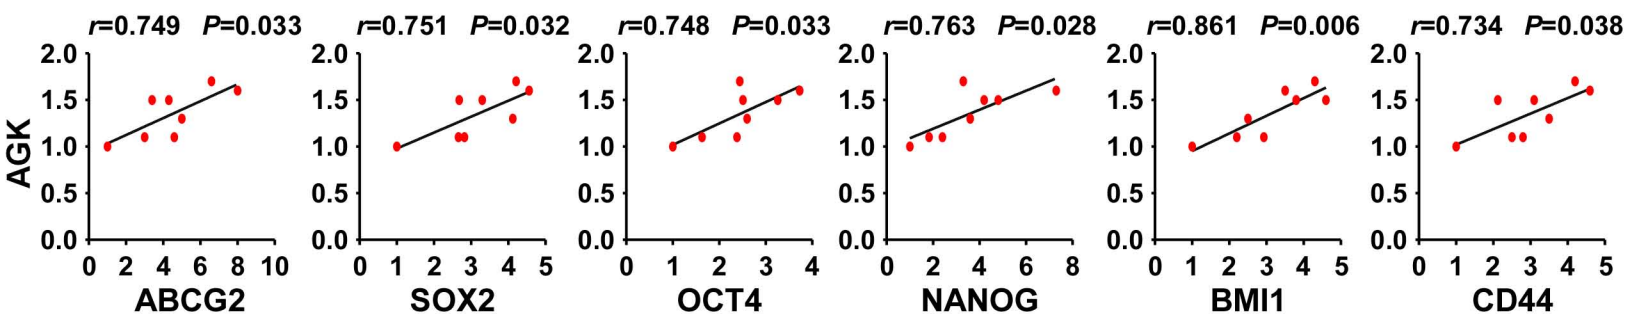 r=0.749 P=0.033 r=0.751 P=0.032 r=0.748 P=0.033 r=0.763 P=0.028 r=0.861 P=0.006 r=0.734 P=0.038
2.0 2.0 2.0 2.0 2.0 2.0
1.5 1.5 1.5 1.5 1.5 1.5
AGK
1.0 1.0 1.0 1.0 1.0 1.0
0.5 0.5 0.5 0.5 0.5 0.5
0.0 0.0 0.0 0.0 0.0 0.0
0 2 4 6 8 10 0 1 2 3 4 5 0 1 2 3 4 0 2 4 6 8 0 1 2 3 4 5 0 1 2 3 4 5
ABCG2 SOX2 OCT4 NANOG BMI1 CD44